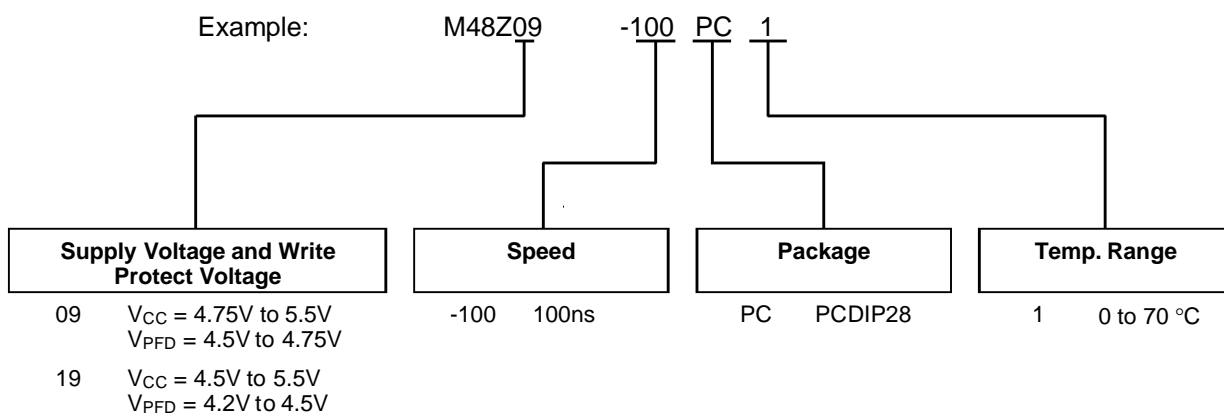 Example: M48Z09 -100 PC 1
Supply Voltage and Write
Protect Voltage
Speed
Package
Temp. Range
09 VCC = 4.75V to 5.5V
VPFD = 4.5V to 4.75V
19 VCC = 4.5V to 5.5V
VPFD = 4.2V to 4.5V
-100 100ns
PC PCDIP28
1 0 to 70 °C